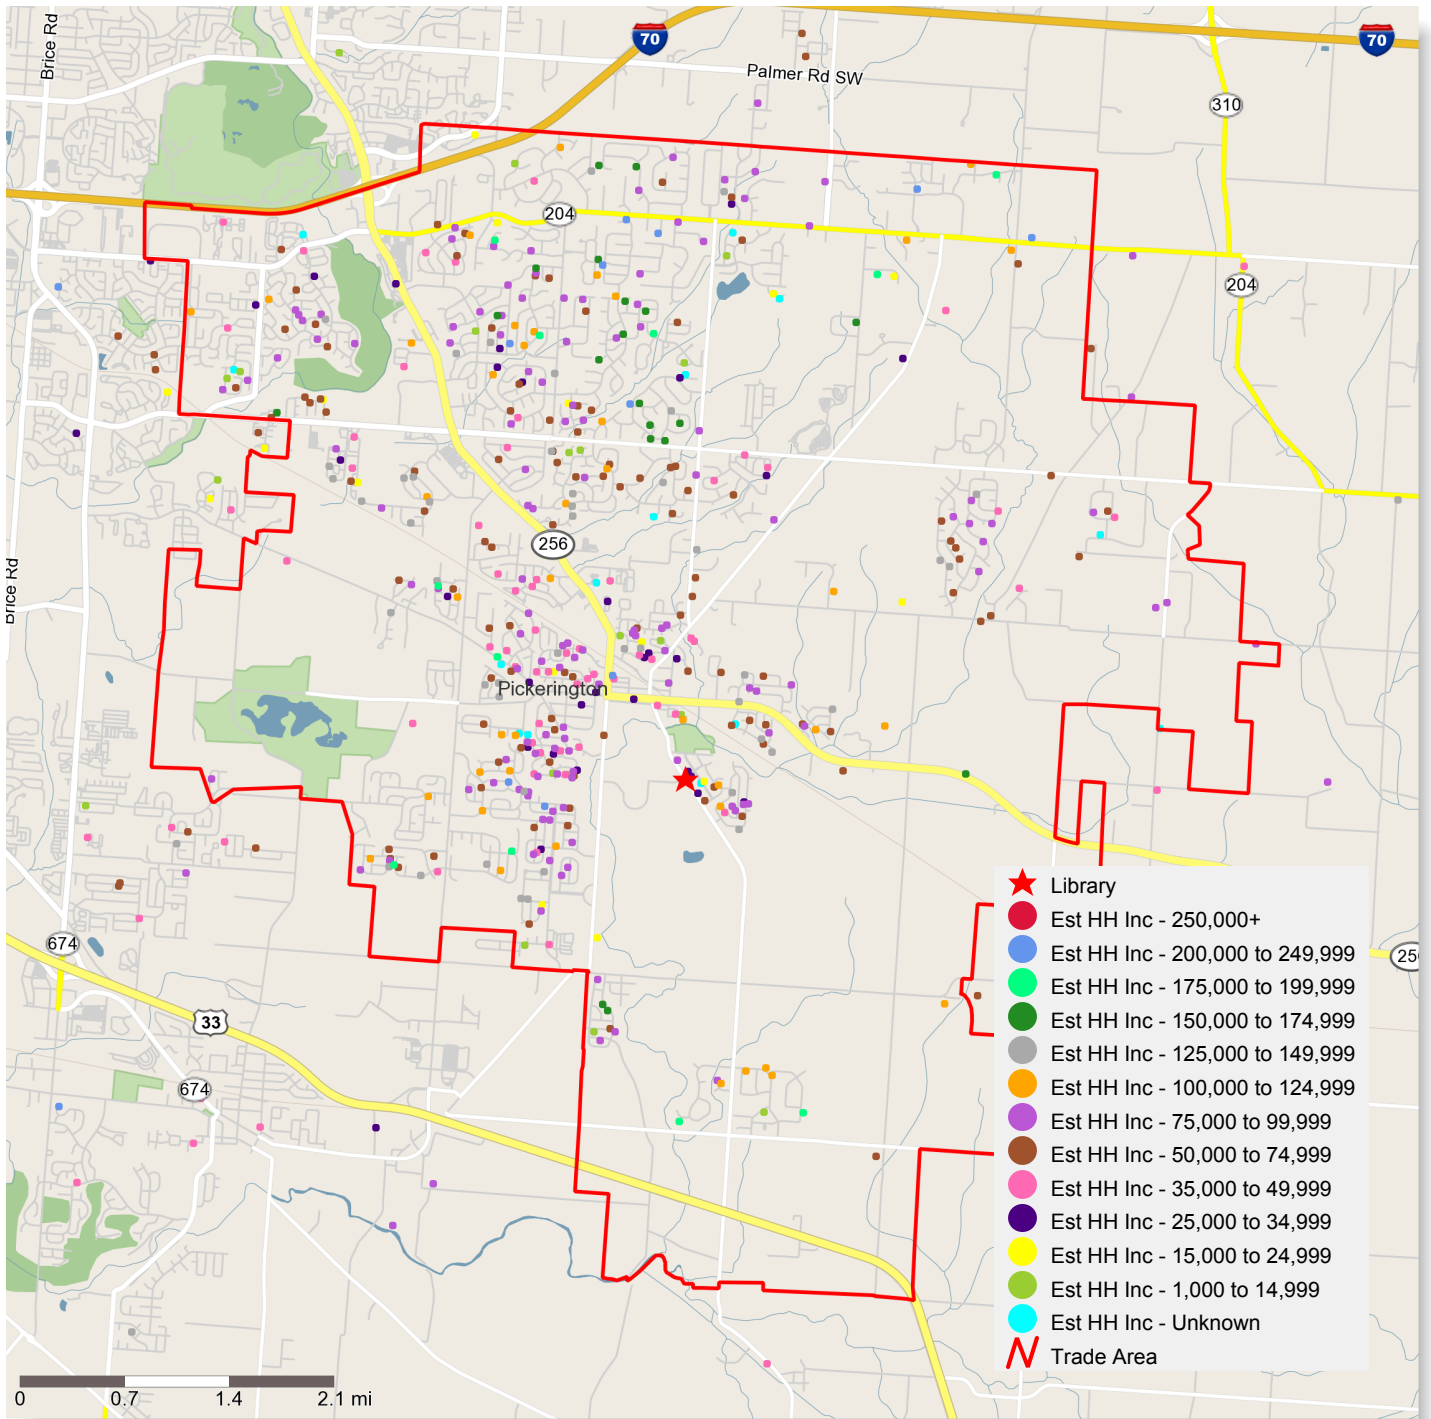 Brice Rd
70
70
Palmer Rd SW
310
204
204
256
Brice Rd
Pickerington
Library
Est HH Inc - 250,000+
Est HH Inc - 200,000 to 249,999
Est HH Inc - 175,000 to 199,999
Est HH Inc - 150,000 to 174,999
Est HH Inc - 125,000 to 149,999
Est HH Inc - 100,000 to 124,999
Est HH Inc - 75,000 to 99,999
Est HH Inc - 50,000 to 74,999
Est HH Inc - 35,000 to 49,999
Est HH Inc - 25,000 to 34,999
Est HH Inc - 15,000 to 24,999
Est HH Inc - 1,000 to 14,999
Est HH Inc - Unknown
Trade Area
674
33
674
0 0.7 1.4 2.1 mi